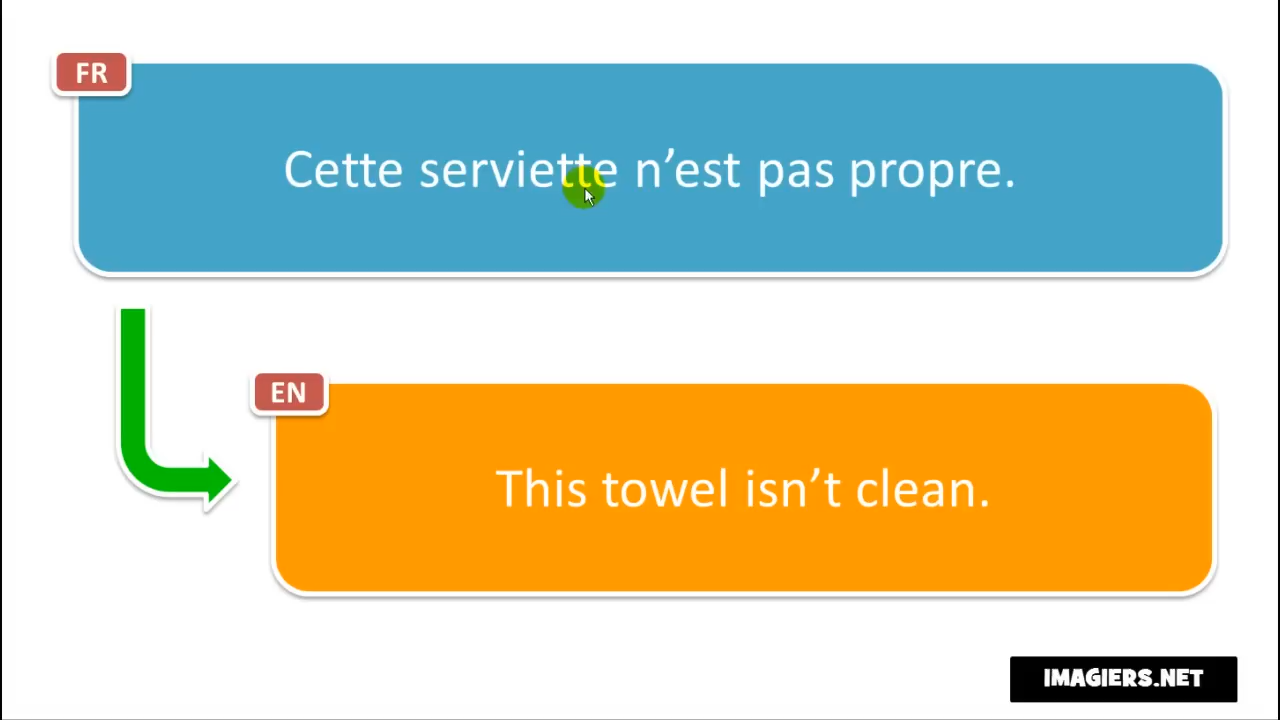 FR
Cette serviette n’est pas propre.
EN
This towel isn’t clean.
IMAGIERS.NET